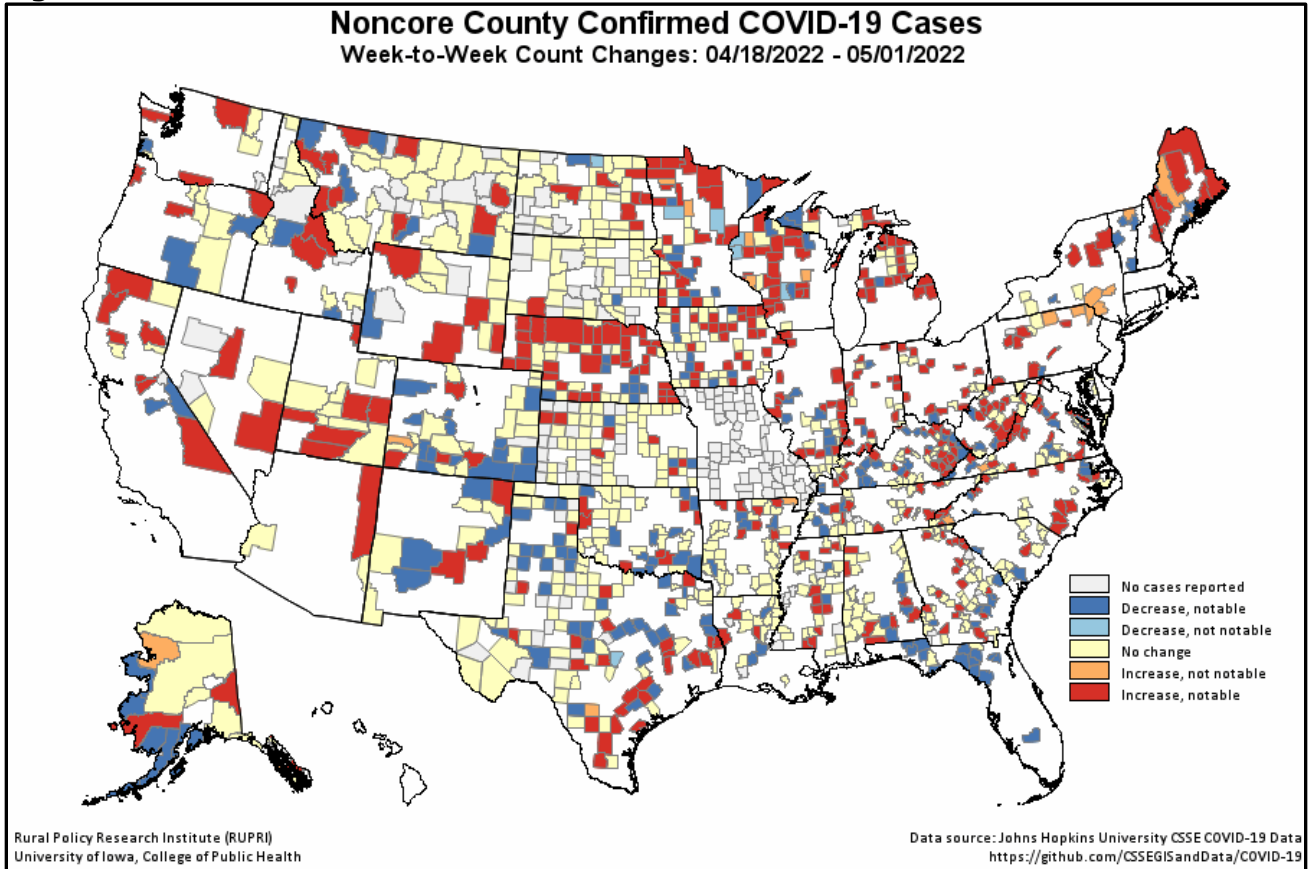 Noncore County Confirmed COVID-19 Cases
Week-to-Week Count Changes: 04/18/2022 - 05/01/2022
No cases reported
Decrease, notable
Decrease, not notable
No change
Increase, not notable
Increase, notable
Rural Policy Research Institute (RUPRI)
University of Iowa, College of Public Health
Data source: Johns Hopkins University CSSE COVID-19 Data
https://github.com/CSSEGISandData/COVID-19